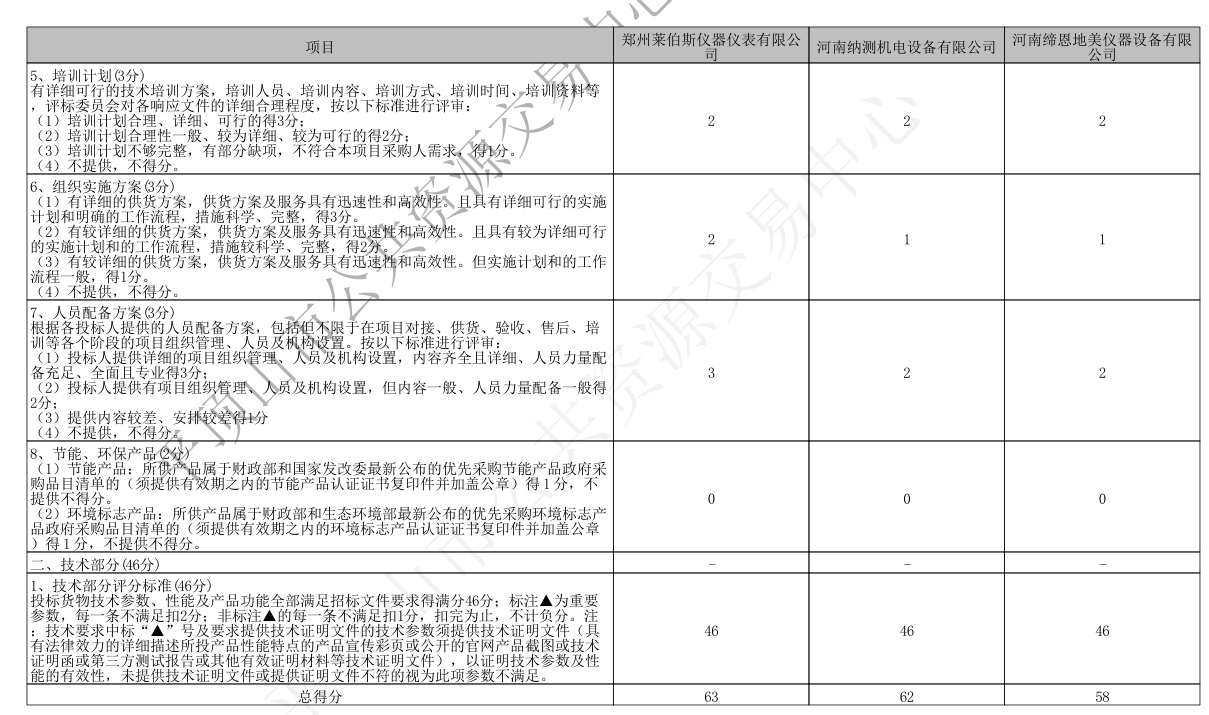 项目
郑州莱伯斯仪器仪表有限公
司
河南纳测机电设备有限公司
河南缔恩地美仪器设备有限
公司
5、培训计划(3分)
有详细可行的技术培训方案，培训人员、培训内容、培训方式、培训时间、培训资料等
，评标委员会对各响应文件的详细合理程度，按以下标准进行评审：
（1）培训计划合理、详细、可行的得3分；
（2）培训计划合理性一般、较为详细、较为可行的得2分；
（3）培训计划不够完整，有部分缺项，不符合本项目采购人需求，得1分。
（4）不提供，不得分。
2
2
2
6、组织实施方案(3分)
（1）有详细的供货方案，供货方案及服务具有迅速性和高效性。且具有详细可行的实施
计划和明确的工作流程，措施科学、完整，得3分。
（2）有较详细的供货方案，供货方案及服务具有迅速性和高效性。且具有较为详细可行
的实施计划和的工作流程，措施较科学、完整，得2分。
（3）有较详细的供货方案，供货方案及服务具有迅速性和高效性。但实施计划和的工作
流程一般，得1分。
（4）不提供，不得分。
2
1
1
7、人员配备方案(3分)
根据各投标人提供的人员配备方案，包括但不限于在项目对接、供货、验收、售后、培
训等各个阶段的项目组织管理、人员及机构设置。按以下标准进行评审：
（1）投标人提供详细的项目组织管理、人员及机构设置，内容齐全且详细、人员力量配
备充足、全面且专业得3分；
（2）投标人提供有项目组织管理、人员及机构设置，但内容一般、人员力量配备一般得
2分；
（3）提供内容较差、安排较差得1分
（4）不提供，不得分。
3
2
2
8、节能、环保产品(2分)
（1）节能产品：所供产品属于财政部和国家发改委最新公布的优先采购节能产品政府采
购品目清单的（须提供有效期之内的节能产品认证证书复印件并加盖公章）得１分，不
提供不得分。
（2）环境标志产品：所供产品属于财政部和生态环境部最新公布的优先采购环境标志产
品政府采购品目清单的（须提供有效期之内的环境标志产品认证证书复印件并加盖公章
）得１分，不提供不得分。
0
0
0
二、技术部分(46分)
－
－
－
1、技术部分评分标准(46分)
投标货物技术参数、性能及产品功能全部满足招标文件要求得满分46分；标注▲为重要
参数，每一条不满足扣2分；非标注▲的每一条不满足扣1分，扣完为止，不计负分。注
：技术要求中标“▲”号及要求提供技术证明文件的技术参数须提供技术证明文件（具
有法律效力的详细描述所投产品性能特点的产品宣传彩页或公开的官网产品截图或技术
证明函或第三方测试报告或其他有效证明材料等技术证明文件），以证明技术参数及性
能的有效性，未提供技术证明文件或提供证明文件不符的视为此项参数不满足。
46
46
46
总得分
63
62
58
平顶山市公共资源交易中心
山市公共资源交易中心